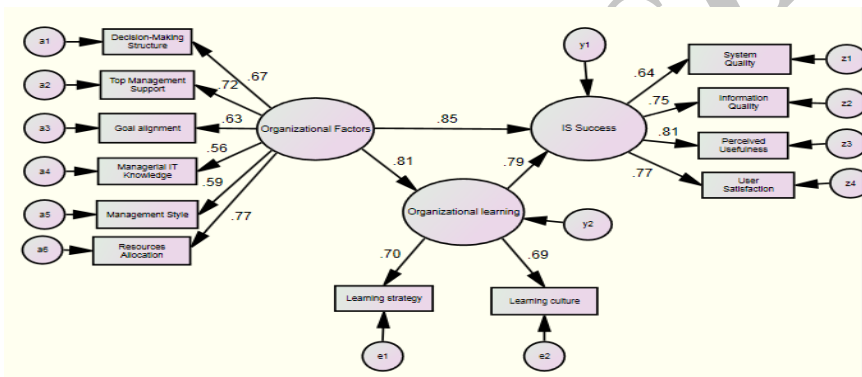 a1
Decision-Making
Structure
a2
Top Management
Support
a3
Goal alignment
a4
Managerial IT
Knowledge
a5
Management Style
a6
Resources
Allocation
.67
.72
.63
.56
.59
.77
Organizational Factors
.85
.81
Organizational learning
.79
y1
IS Success
y2
.64
.75
.81
.77
System
Quality
z1
Information
Quality
z2
Perceived
Usefulness
z3
User
Satisfaction
z4
.70
.69
Learning strategy
Learning culture
e1
e2